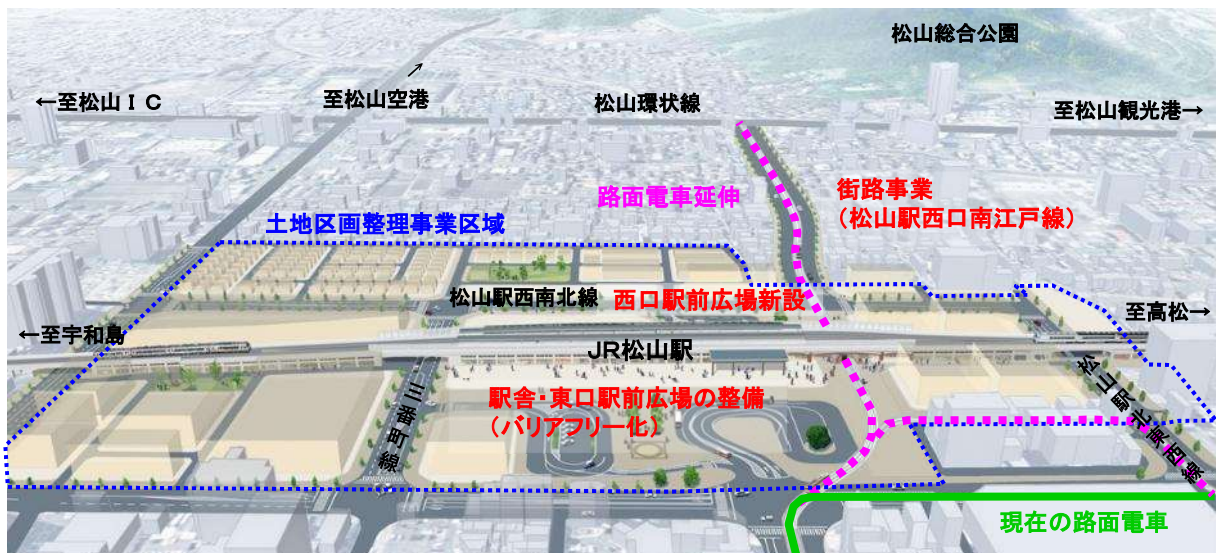 松山総合公園
←至松山ＩＣ
至松山空港
→
松山環状線
至松山観光港→
路面電車延伸
街路事業
（松山駅西口南江戸線）
土地区画整理事業区域
松山駅西南北線
西口駅前広場新設
←至宇和島
至高松→
ＪＲ松山駅
三番町線
駅舎・東口駅前広場の整備
（バリアフリー化）
松山駅北東西線
現在の路面電車